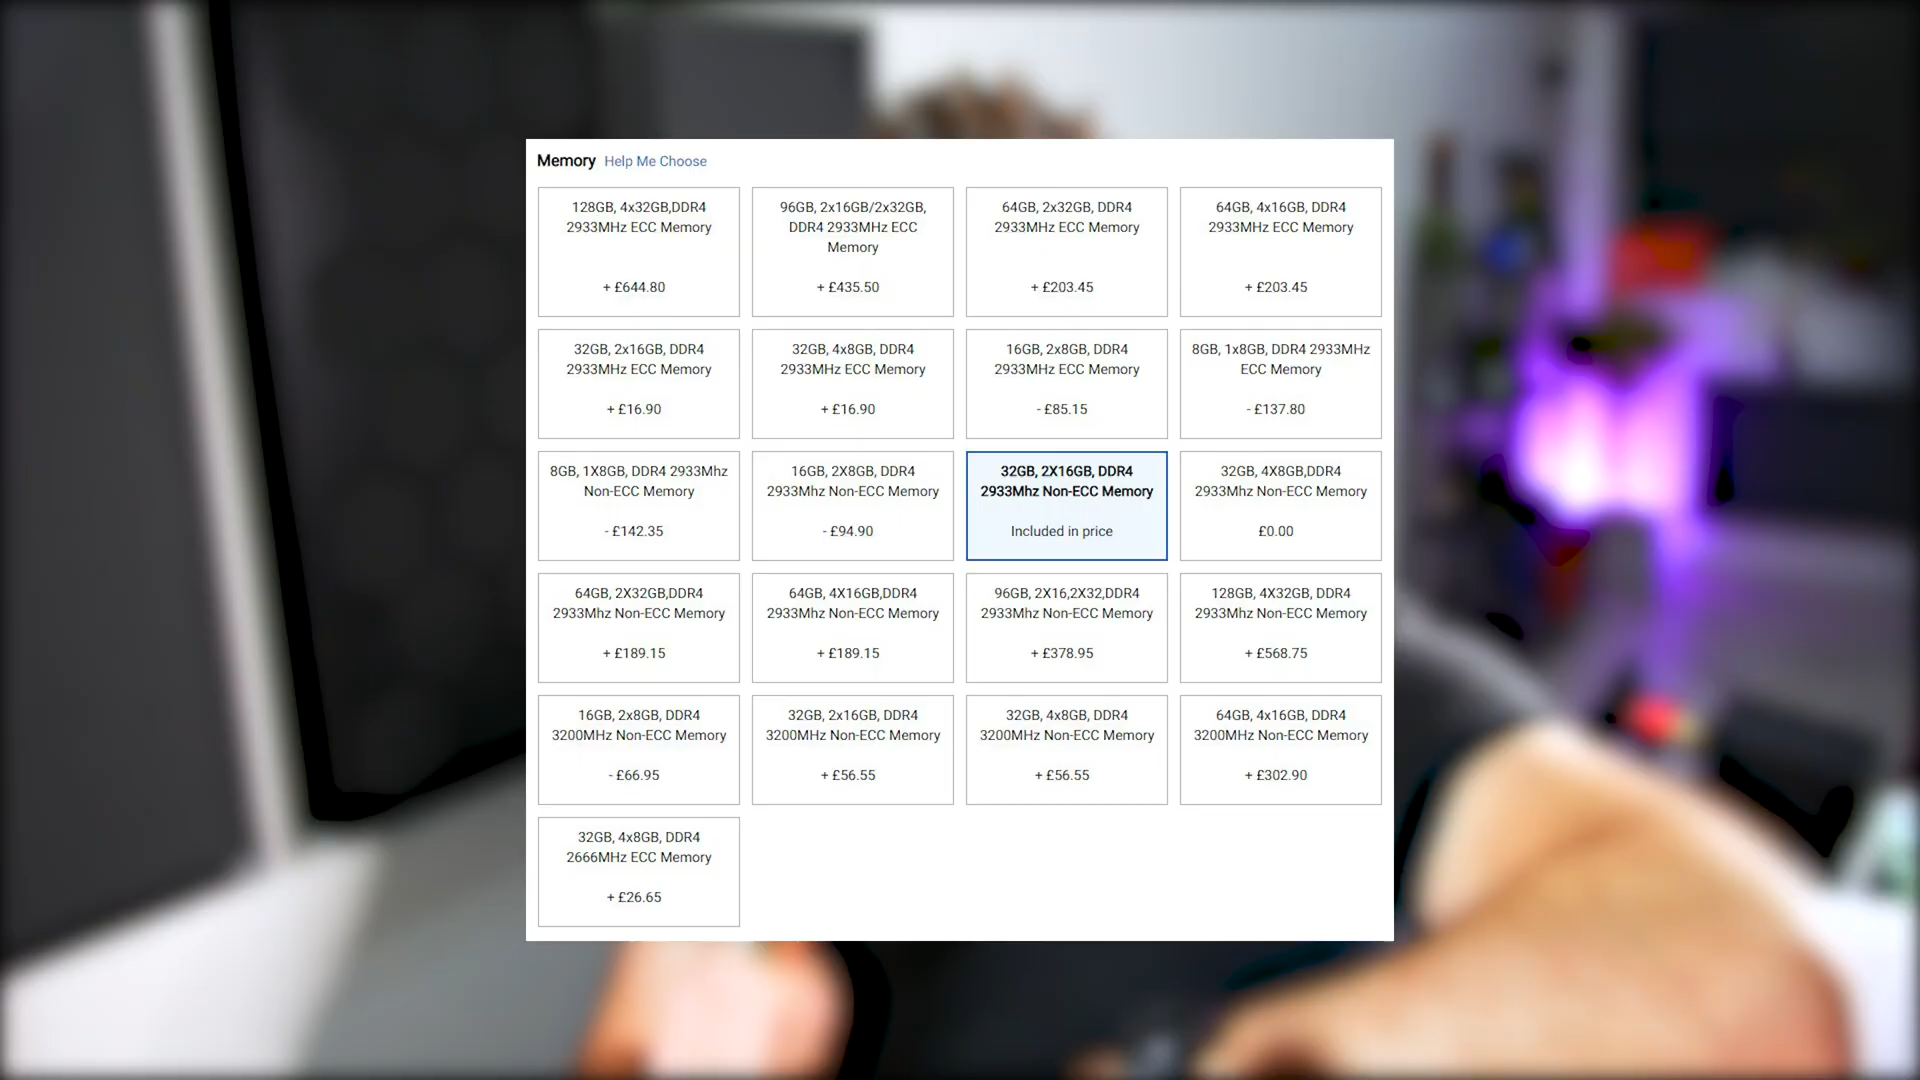 Memory Help Me Choose
128GB, 4x32GB,DDR4
2933MHz ECC Memory
+ £644.80
96GB, 2x16GB/2x32GB,
DDR4 2933MHz ECC
Memory
+ £435.50
64GB, 2x32GB, DDR4
2933MHz ECC Memory
+ £203.45
64GB, 4x16GB, DDR4
2933MHz ECC Memory
+ £203.45
32GB, 2x16GB, DDR4
2933MHz ECC Memory
+ £16.90
32GB, 4x8GB, DDR4
2933MHz ECC Memory
+ £16.90
16GB, 2x8GB, DDR4
2933MHz ECC Memory
- £85.15
8GB, 1x8GB, DDR4 2933MHz
ECC Memory
- £137.80
8GB, 1X8GB, DDR4 2933Mhz
Non-ECC Memory
- £142.35
16GB, 2X8GB, DDR4
2933Mhz Non-ECC Memory
- £94.90
32GB, 2X16GB, DDR4
2933Mhz Non-ECC Memory
Included in price
32GB, 4X8GB,DDR4
2933Mhz Non-ECC Memory
£0.00
64GB, 2X32GB,DDR4
2933Mhz Non-ECC Memory
+ £189.15
64GB, 4X16GB,DDR4
2933Mhz Non-ECC Memory
+ £189.15
96GB, 2X16,2X32,DDR4
2933Mhz Non-ECC Memory
+ £378.95
128GB, 4X32GB, DDR4
2933Mhz Non-ECC Memory
+ £568.75
16GB, 2x8GB, DDR4
3200MHz Non-ECC Memory
- £66.95
32GB, 2x16GB, DDR4
3200MHz Non-ECC Memory
+ £56.55
32GB, 4x8GB, DDR4
3200MHz Non-ECC Memory
+ £56.55
64GB, 4x16GB, DDR4
3200MHz Non-ECC Memory
+ £302.90
32GB, 4x8GB, DDR4
2666MHz ECC Memory
+ £26.65